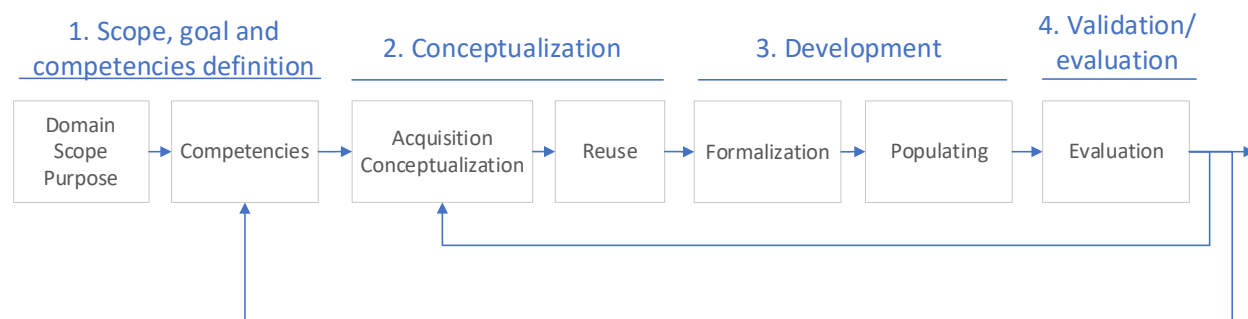 1. Scope, goal and
competencies definition
2. Conceptualization
3. Development
4. Validation/
evaluation
Domain
Scope
Purpose
Competencies
Acquisition
Conceptualization
Reuse
Formalization
Populating
Evaluation